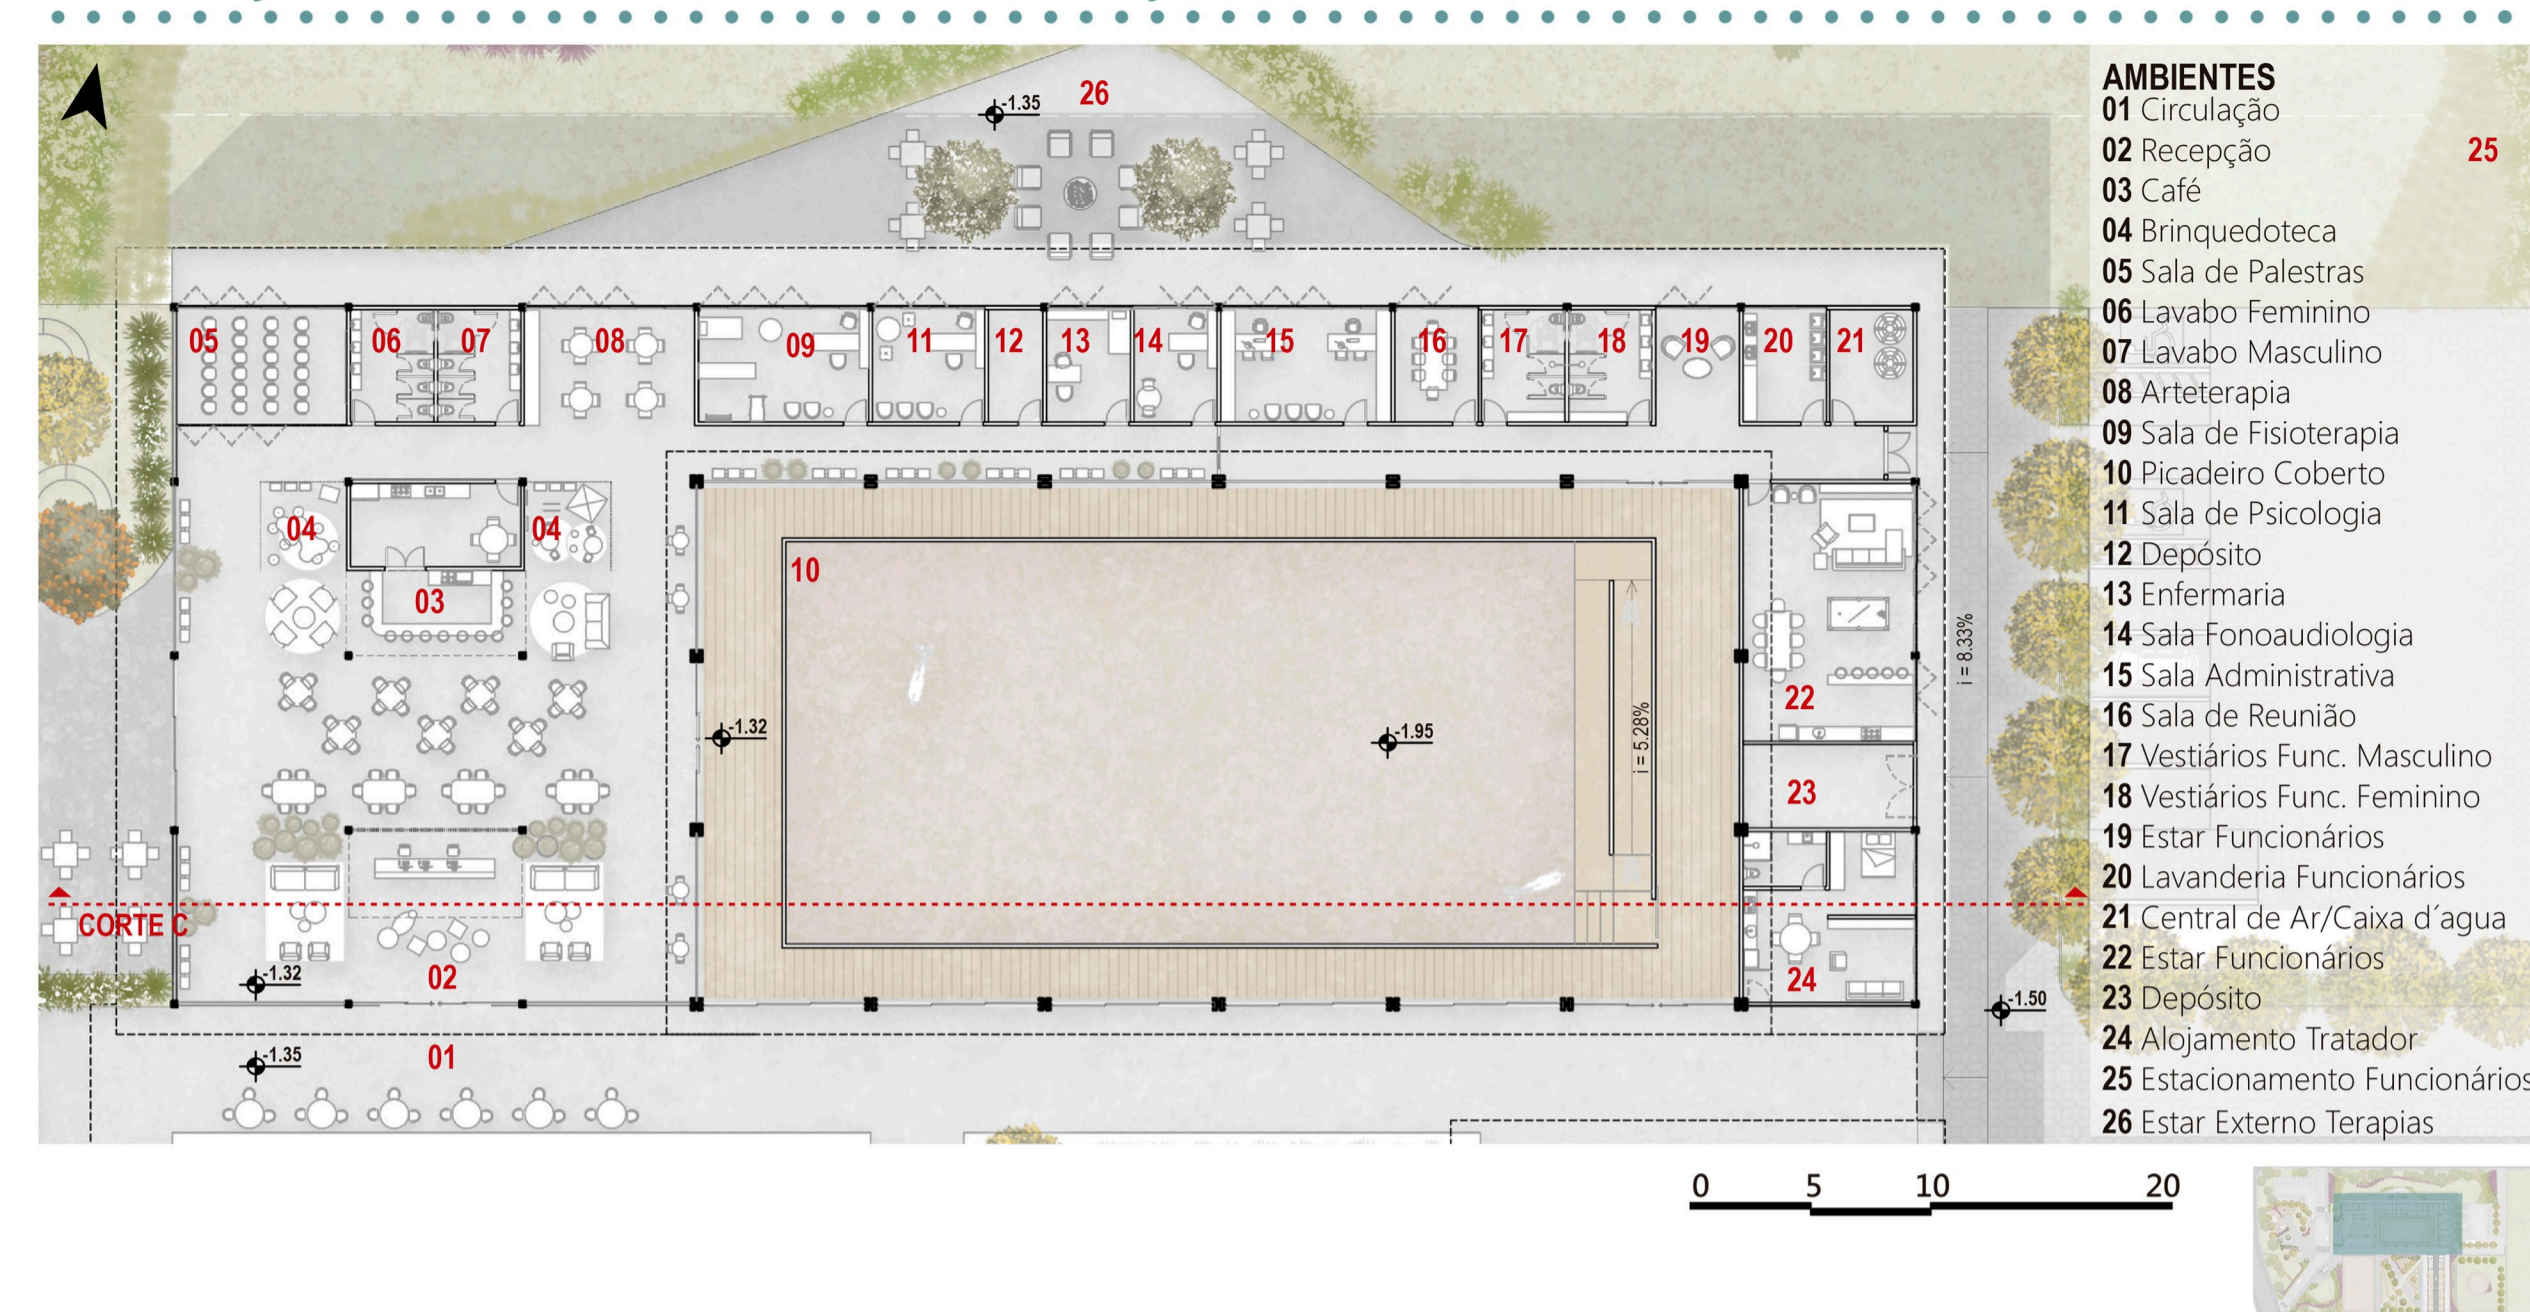 26
-1.35
05
06
07
08
09
11
12
13
14
15
16
17
18
19
20
21
04
04
03
10
i = 5.28%
i = 8.33%
-1.32
-1.95
22
23
CORTE C
-1.32
02
24
-1.50
-1.35
01
AMBIENTES
01 Circulação
02 Recepção
25
03 Café
04 Brinquedoteca
05 Sala de Palestras
06 Lavabo Feminino
07 Lavabo Masculino
08 Arteterapia
09 Sala de Fisioterapia
10 Picadeiro Coberto
11 Sala de Psicologia
12 Depósito
13 Enfermaria
14 Sala Fonoaudiologia
15 Sala Administrativa
16 Sala de Reunião
17 Vestiários Func. Masculino
18 Vestiários Func. Feminino
19 Estar Funcionários
20 Lavanderia Funcionários
21 Central de Ar/Caixa d´agua
22 Estar Funcionários
23 Depósito
24 Alojamento Tratador
25 Estacionamento Funcionários
26 Estar Externo Terapias
0 5 10 20